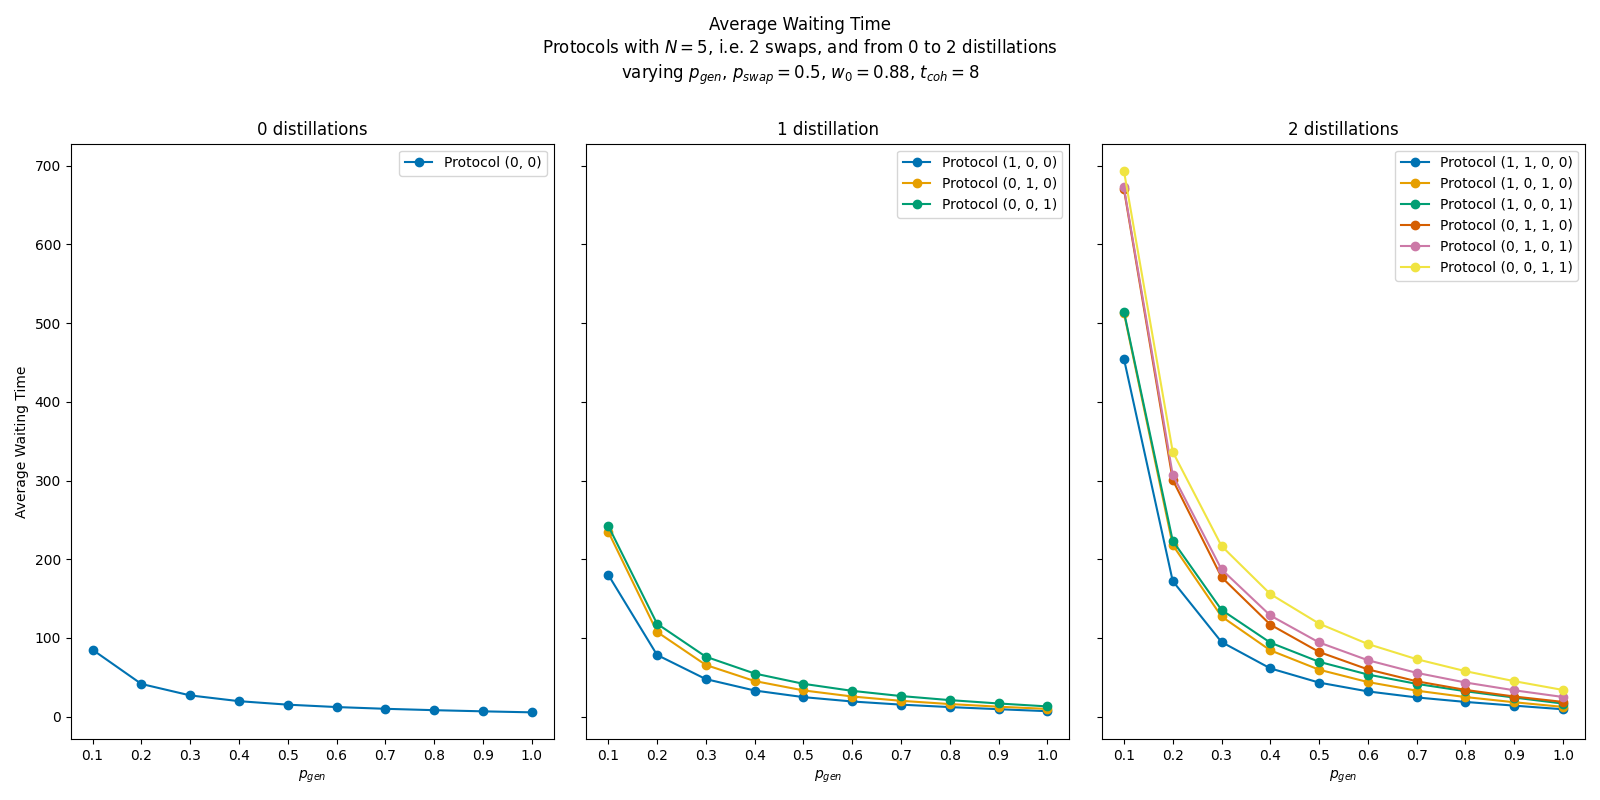 Average Waiting Time
Protocols with N = 5, i.e. 2 swaps, and from 0 to 2 distillations
varying p_gen, p_swap = 0.5, w_0 = 0.88, t_coh = 8
0 distillations
Protocol (0, 0)
Average Waiting Time
700
600
500
400
300
200
100
0
0.1 0.2 0.3 0.4 0.5 0.6 0.7 0.8 0.9 1.0
p_gen
1 distillation
Protocol (1, 0, 0)
Protocol (0, 1, 0)
Protocol (0, 0, 1)
0.1 0.2 0.3 0.4 0.5 0.6 0.7 0.8 0.9 1.0
p_gen
2 distillations
Protocol (1, 1, 0, 0)
Protocol (1, 0, 1, 0)
Protocol (1, 0, 0, 1)
Protocol (0, 1, 1, 0)
Protocol (0, 1, 0, 1)
Protocol (0, 0, 1, 1)
0.1 0.2 0.3 0.4 0.5 0.6 0.7 0.8 0.9 1.0
p_gen